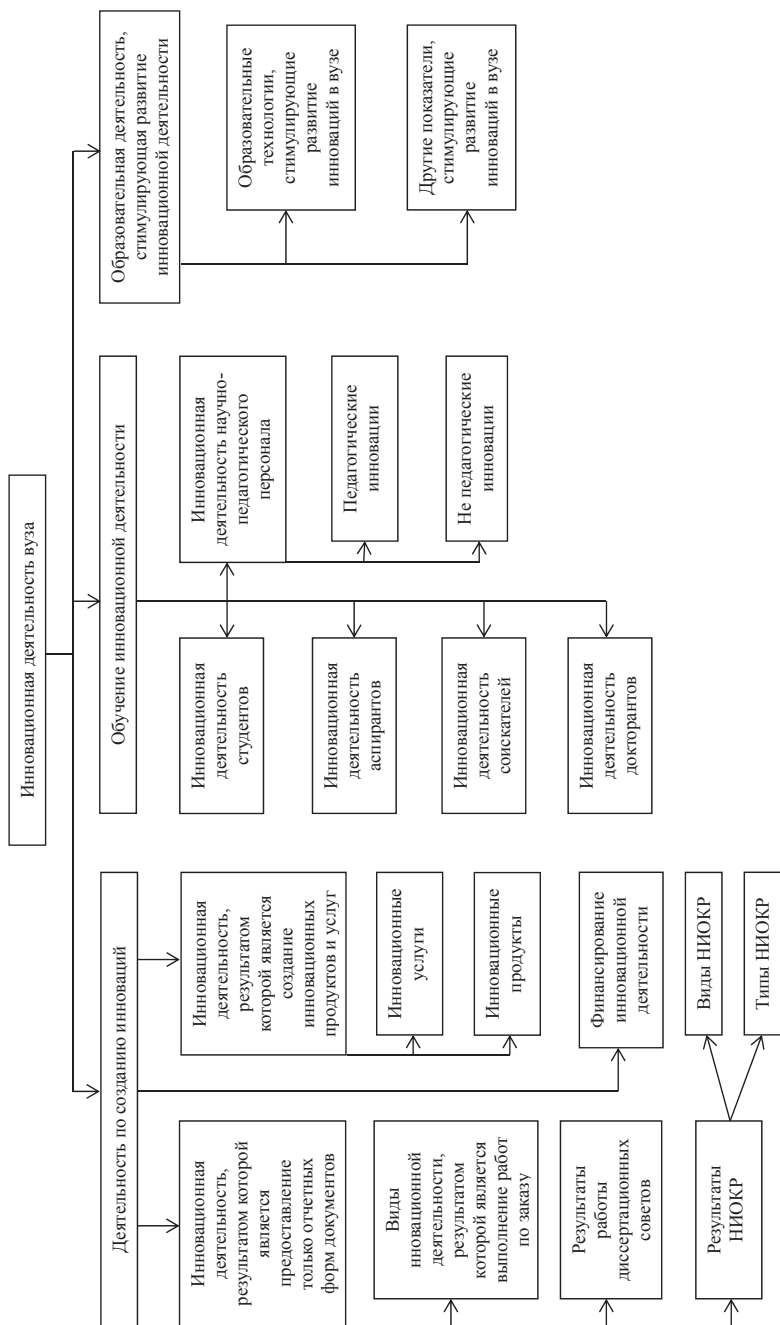 Инновационная деятельность вуза
Деятельность по созданию инноваций
Инновационная
деятельность,
результатом которой
является
предоставление
только отчетных
форм документов
Виды
нновационной
деятельности,
результатом
которой является
выполнение работ
по заказу
Результаты
работы
диссертационных
советов
Результаты
НИОКР
Инновационная
деятельность,
результатом
которой является
создание
инновационных
продуктов и услуг
Инновационные
услуги
Инновационные
продукты
Финансирование
инновационной
деятельности
Виды НИОКР
Типы НИОКР
Обучение инновационной деятельности
Инновационная
деятельность
студентов
Инновационная
деятельность
аспирантов
Инновационная
деятельность
соискателей
Инновационная
деятельность
докторантов
Инновационная
деятельность научно-
педагогического
персонала
Педагогические
инновации
Не педагогические
инновации
Образовательная деятельность,
стимулирующая развитие
инновационной деятельности
Образовательные
технологии,
стимулирующие
развитие
инноваций в вузе
Другие показатели,
стимулирующие
развитие
инноваций в вузе